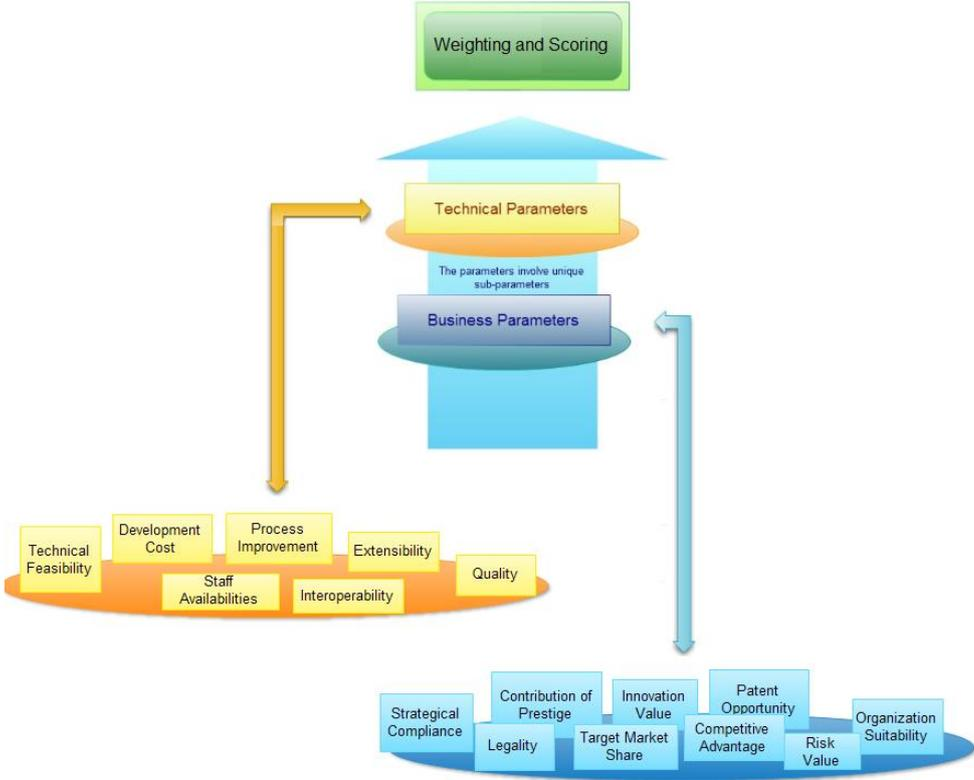 Weighting and Scoring
Technical Parameters
The parameters involve unique
sub-parameters
Business Parameters
Technical
Feasibility
Development
Cost
Process
Improvement
Extensibility
Quality
Staff
Availabilities
Interoperability
Strategical
Compliance
Contribution of
Prestige
Innovation
Value
Patent
Opportunity
Organization
Suitability
Legality
Target Market
Share
Competitive
Advantage
Risk
Value